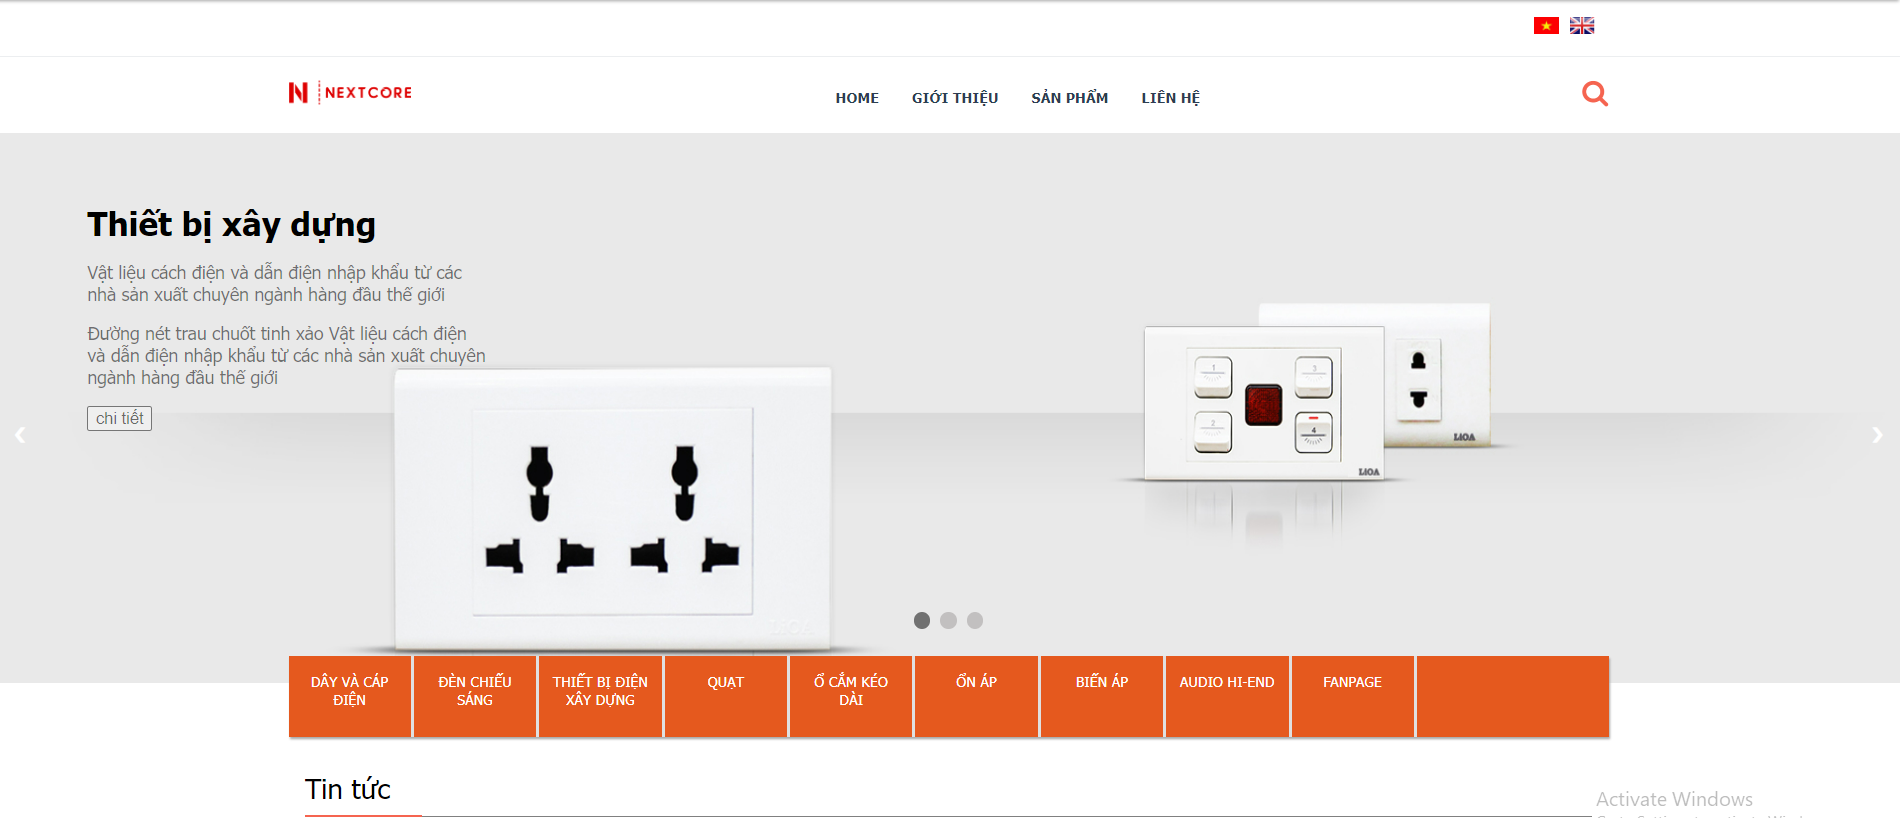 NEXTCORE
HOME
GIỚI THIỆU
SẢN PHẨM
LIÊN HỆ
Thiết bị xây dựng
Vật liệu cách điện và dẫn điện nhập khẩu từ các
nhà sản xuất chuyên ngành hàng đầu thế giới
Đường nét trau chuốt tinh xảo Vật liệu cách điện
và dẫn điện nhập khẩu từ các nhà sản xuất chuyên
ngành hàng đầu thế giới
chi tiết
1
3
2
4
LiOA
LiOA
LiOA
DÂY VÀ CÁP
ĐIỆN
ĐÈN CHIẾU
SÁNG
THIẾT BỊ ĐIỆN
XÂY DỰNG
QUẠT
Ổ CẮM KÉO
DÀI
ỔN ÁP
BIẾN ÁP
AUDIO HI-END
FANPAGE
Tin tức
Activate Windows